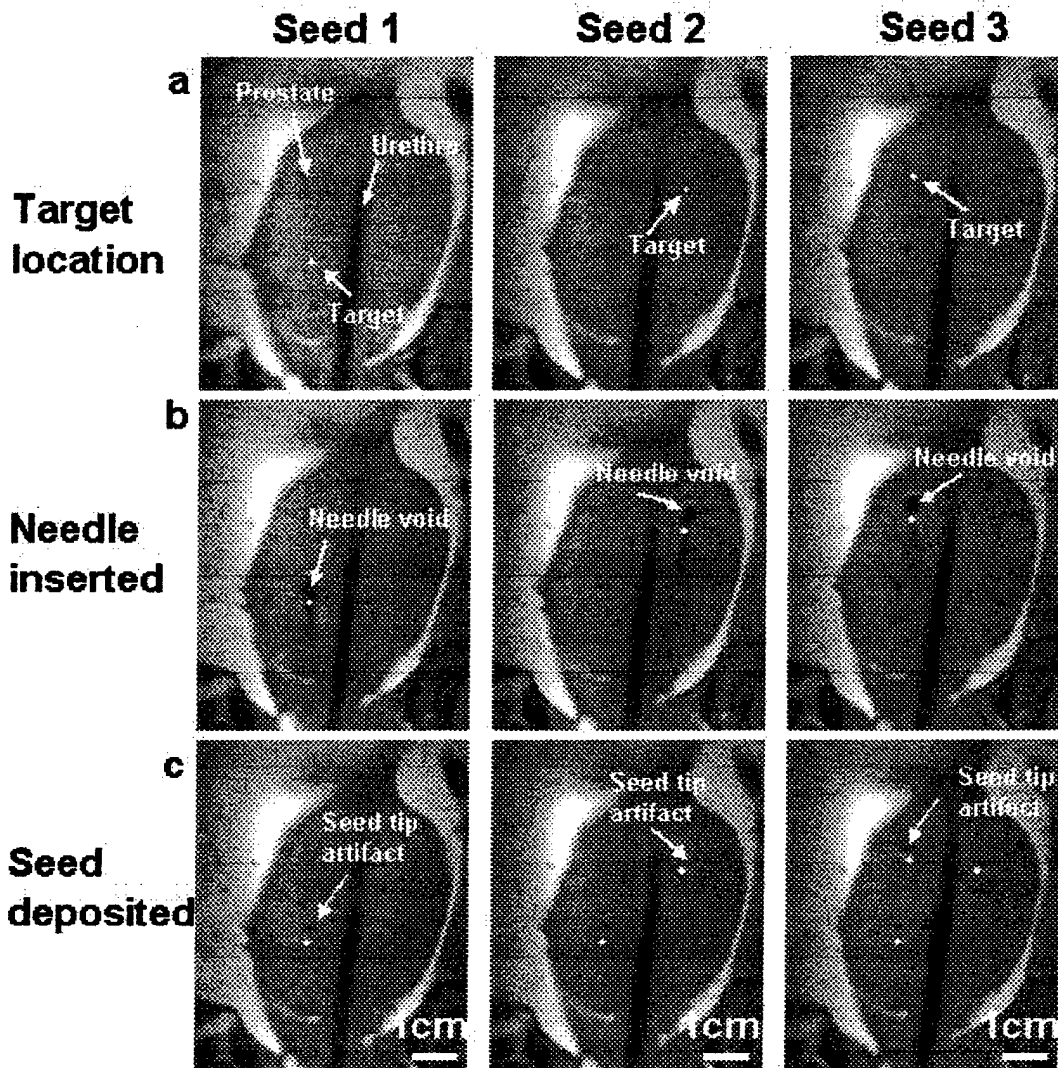 Seed 1 Seed 2 Seed 3
a
Prostate
Urethra
Target
location
Target
Target
Target
b
Needle
inserted
Needle void
Needle void
Needle void
c
Seed
deposited
Seed tip
artifact
Seed tip
artifact
Seed tip
artifact
1cm
1cm
1cm